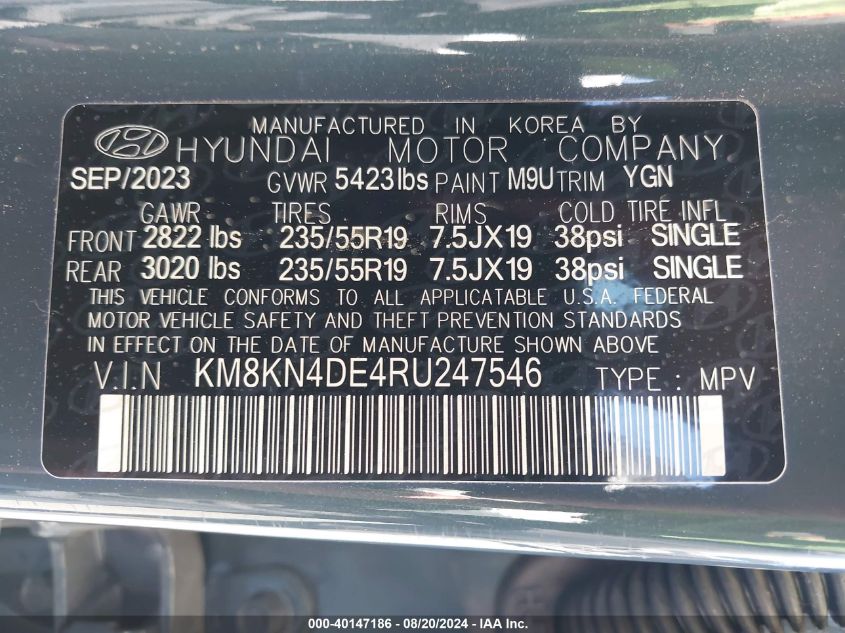 MANUFACTURED IN KOREA BY
HYUNDAI MOTOR COMPANY
SEP/2023 GVWR 5423lbs PAINT M9U TRIM YGN
GAWR TIRES RIMS COLD TIRE INFL
FRONT 2822 lbs 235/55R19 7.5JX19 38psi SINGLE
REAR 3020 lbs 235/55R19 7.5JX19 38psi SINGLE
THIS VEHICLE CONFORMS TO ALL APPLICATABLE U.S.A. FEDERAL
MOTOR VEHICLE SAFETY AND THEFT PREVENTION STANDARDS
IN EFFECT ON THE DATE OF MANUFACTURE SHOWN ABOVE.
V.I.N KM8KN4DE4RU247546 TYPE : MPV
000-40147186 - 08/20/2024 - IAA Inc.